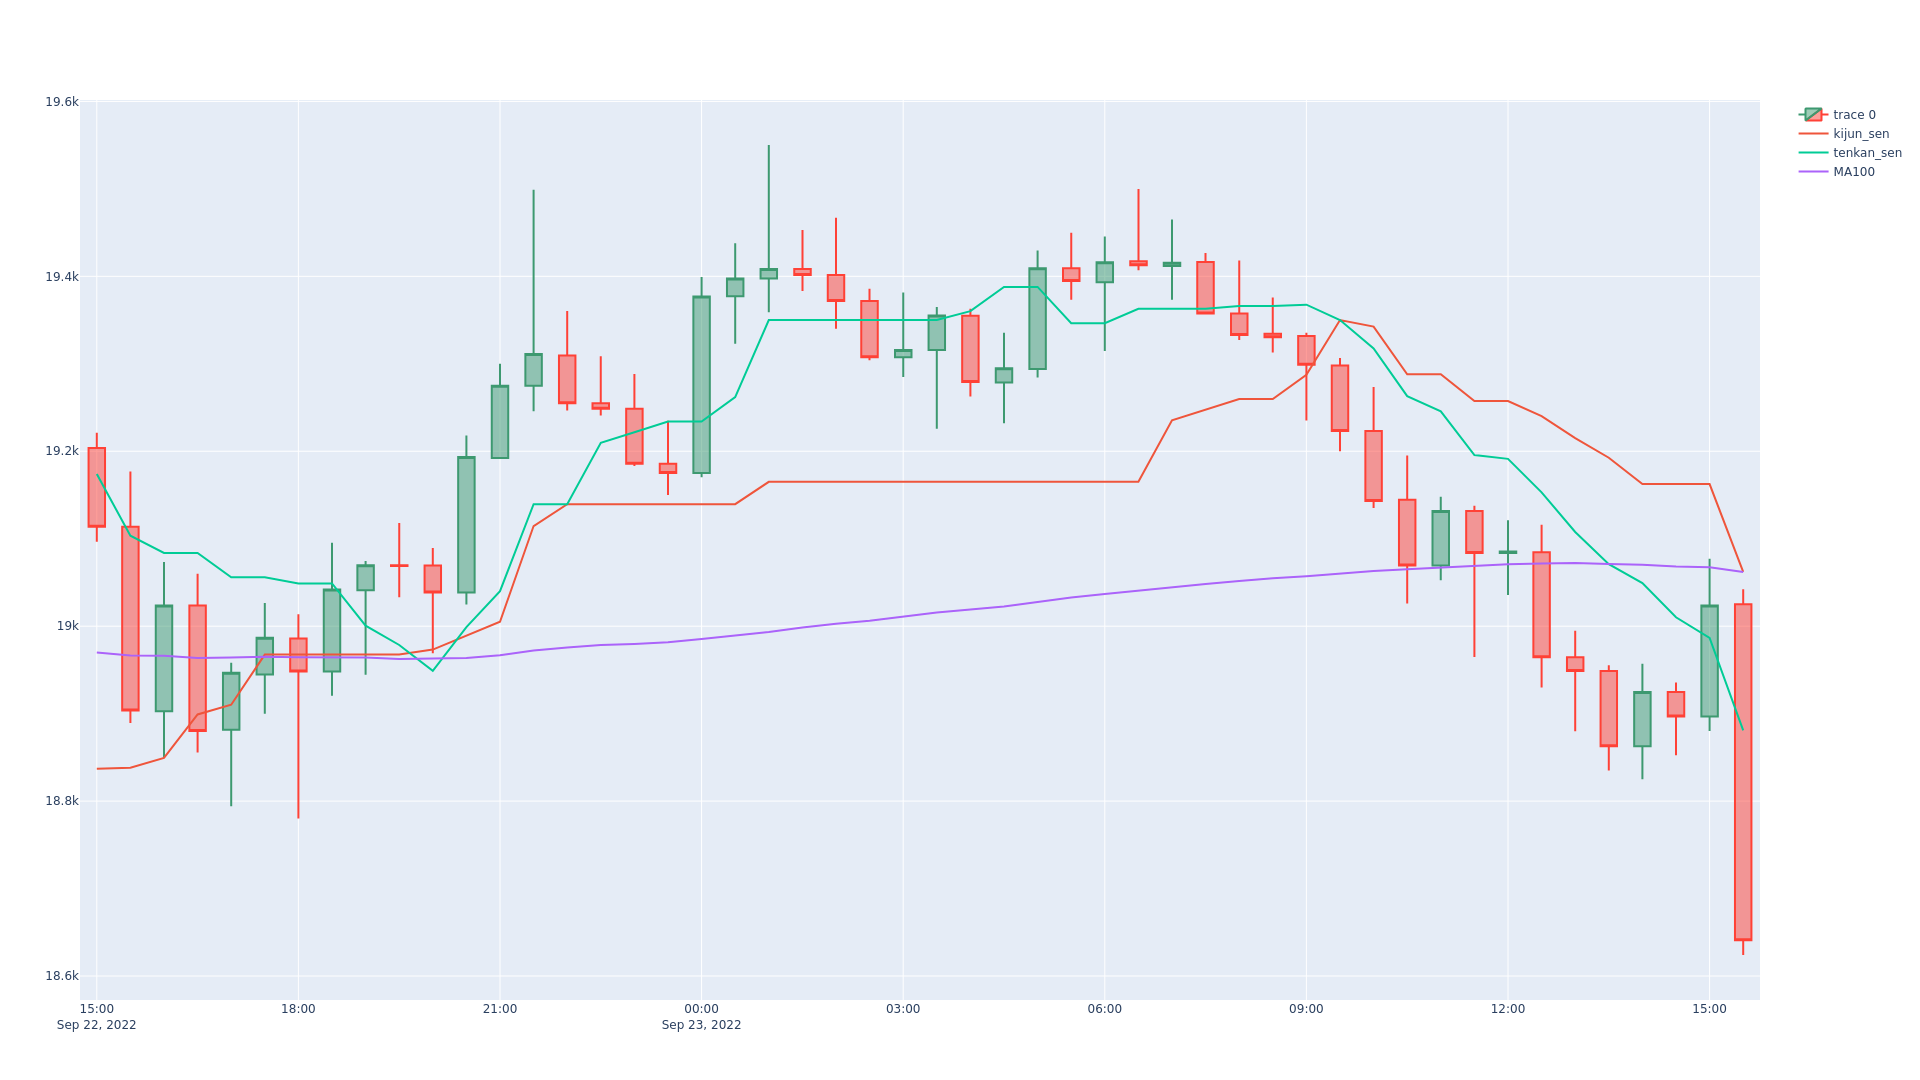 19.6k
19.4k
19.2k
19k
18.8k
18.6k
15:00 18:00 21:00 00:00 03:00 06:00 09:00 12:00 15:00
Sep 22, 2022 Sep 23, 2022
trace 0
kijun_sen
tenkan_sen
MA100